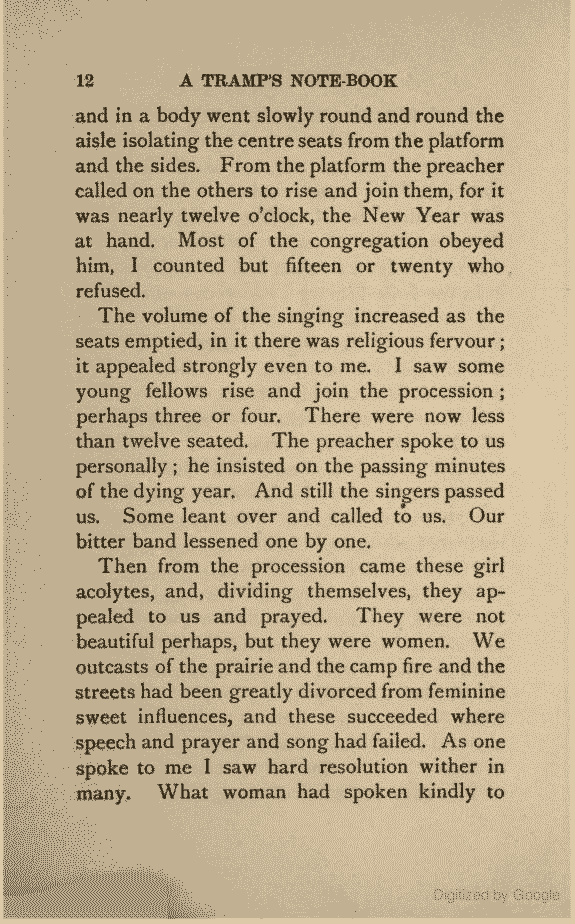 12 A TRAMP'S NOTE-BOOK
and in a body went slowly round and round the
aisle isolating the centre seats from the platform
and the sides. From the platform the preacher
called on the others to rise and join them, for it
was nearly twelve o'clock, the New Year was
at hand. Most of the congregation obeyed
him, I counted but fifteen or twenty who
refused.
The volume of the singing increased as the
seats emptied, in it there was religious fervour ;
it appealed strongly even to me. I saw some
young fellows rise and join the procession ;
perhaps three or four. There were now less
than twelve seated. The preacher spoke to us
personally ; he insisted on the passing minutes
of the dying year. And still the singers passed
us. Some leant over and called to us. Our
bitter band lessened one by one.
Then from the procession came these girl
acolytes, and, dividing themselves, they ap-
pealed to us and prayed. They were not
beautiful perhaps, but they were women. We
outcasts of the prairie and the camp fire and the
streets had been greatly divorced from feminine
sweet influences, and these succeeded where
speech and prayer and song had failed. As one
spoke to me I saw hard resolution wither in
many. What woman had spoken kindly to
Digitized by Google